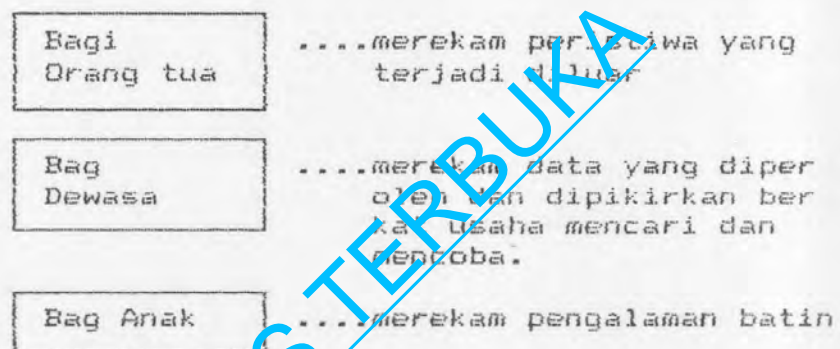 Bagi ....merekam peristiwa yang
Orang tua terjadi diluar
Bag ....merekam data yang diper
Dewasa oleh dan dipikirkan ber
kat usaha mencari dan
mencoba.
Bag Anak ....merekam pengalaman batin
S TERBUKA